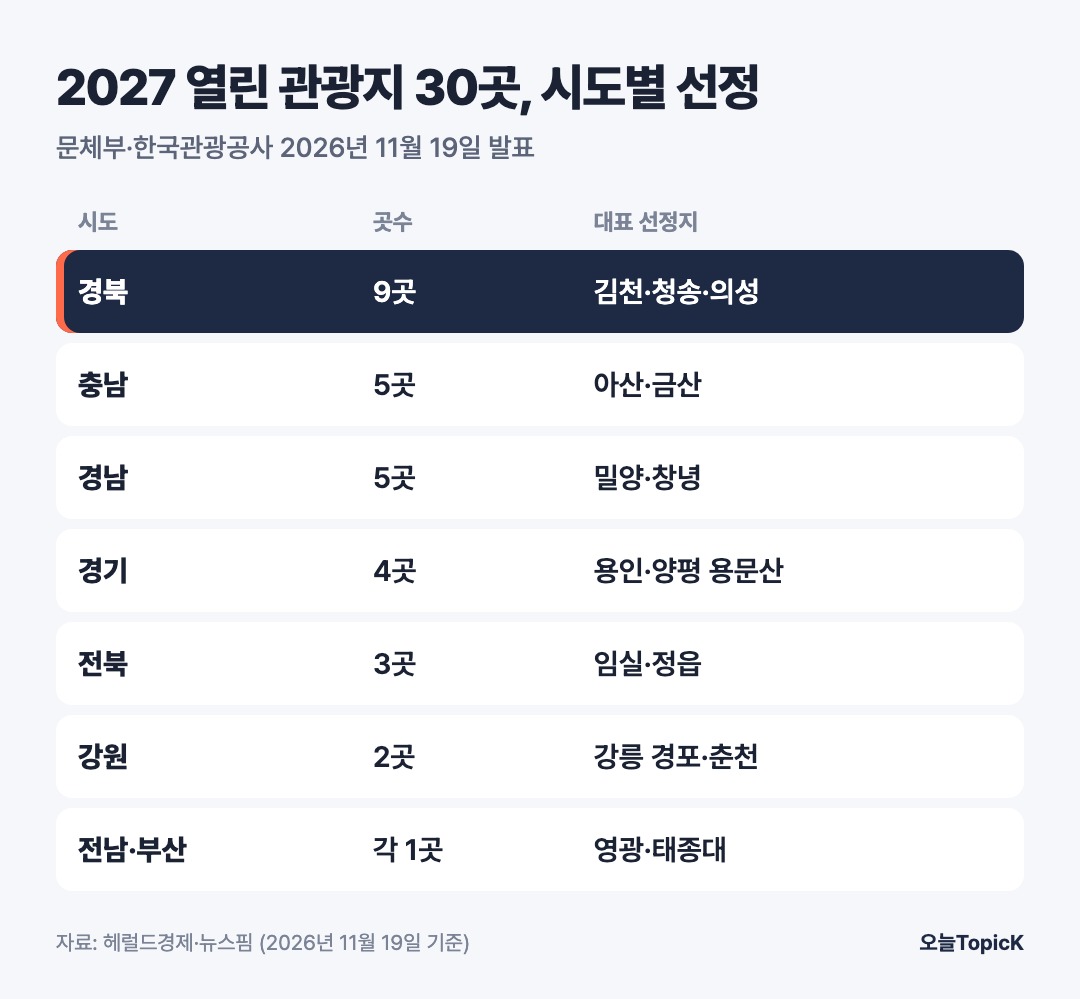 2027 열린 관광지 30곳, 시도별 선정
문체부·한국관광공사 2026년 11월 19일 발표
시도 곳수 대표 선정지
경북 9곳 김천·청송·의성
충남 5곳 아산·금산
경남 5곳 밀양·창녕
경기 4곳 용인·양평 용문산
전북 3곳 임실·정읍
강원 2곳 강릉 경포·춘천
전남·부산 각 1곳 영광·태종대
자료: 헤럴드경제·뉴스핌 (2026년 11월 19일 기준) 오늘TopicK